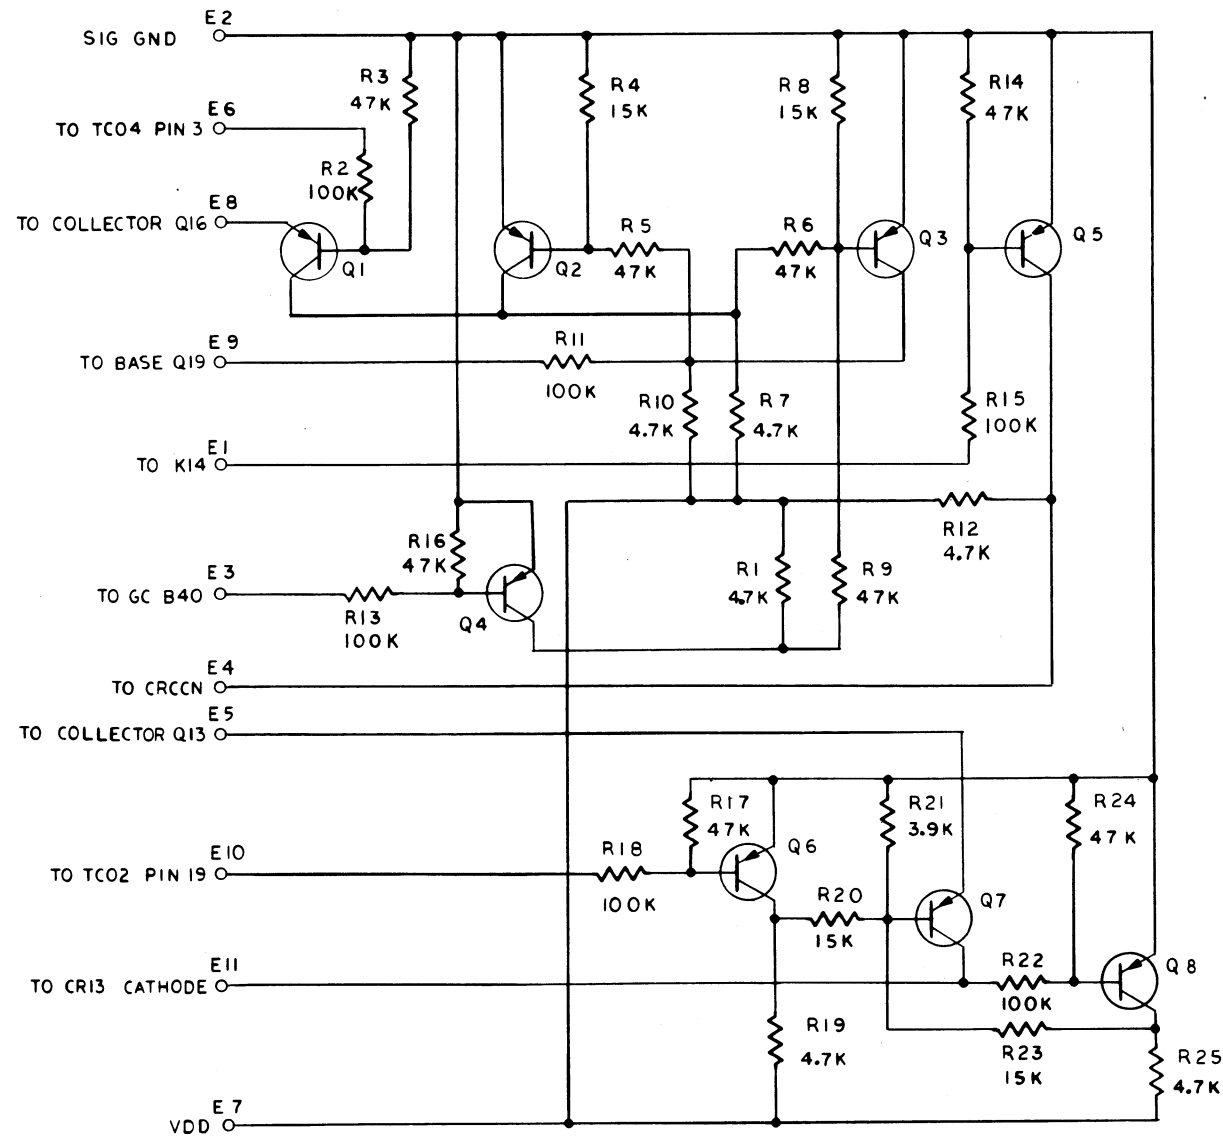 E2
SIG GND
R3
47K
R4
15K
R8
15K
R14
47K
E6
TO TC04 PIN 3
R2
100K
E8
TO COLLECTOR Q16
Q1
R5
47K
Q2
R6
47K
Q3
Q5
E9
TO BASE Q19
R11
100K
R10
4.7K
R7
4.7K
R15
100K
E1
TO K14
R12
4.7K
R16
47K
E3
TO GC B40
R13
100K
Q4
R1
4.7K
R9
47K
E4
TO CRCCN
E5
TO COLLECTOR Q13
R17
47K
R21
3.9K
R24
47K
E10
TO TC02 PIN 19
R18
100K
Q6
R20
15K
Q7
E11
TO CR13 CATHODE
R22
100K
Q8
R19
4.7K
R23
15K
R25
4.7K
E7
VDD